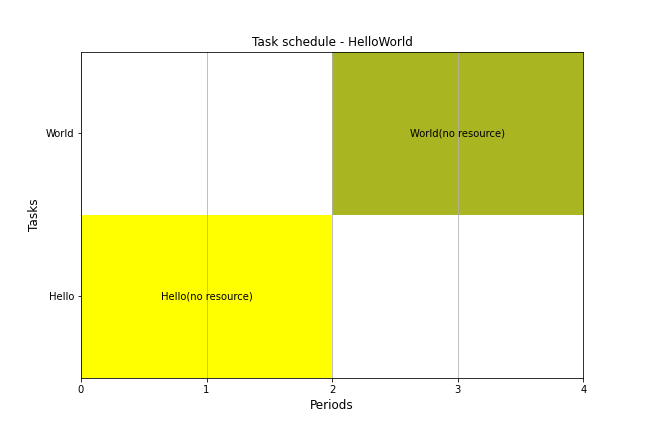 Task schedule - HelloWorld
World
World(no resource)
Tasks
Hello
Hello(no resource)
0 1 2 3 4
Periods